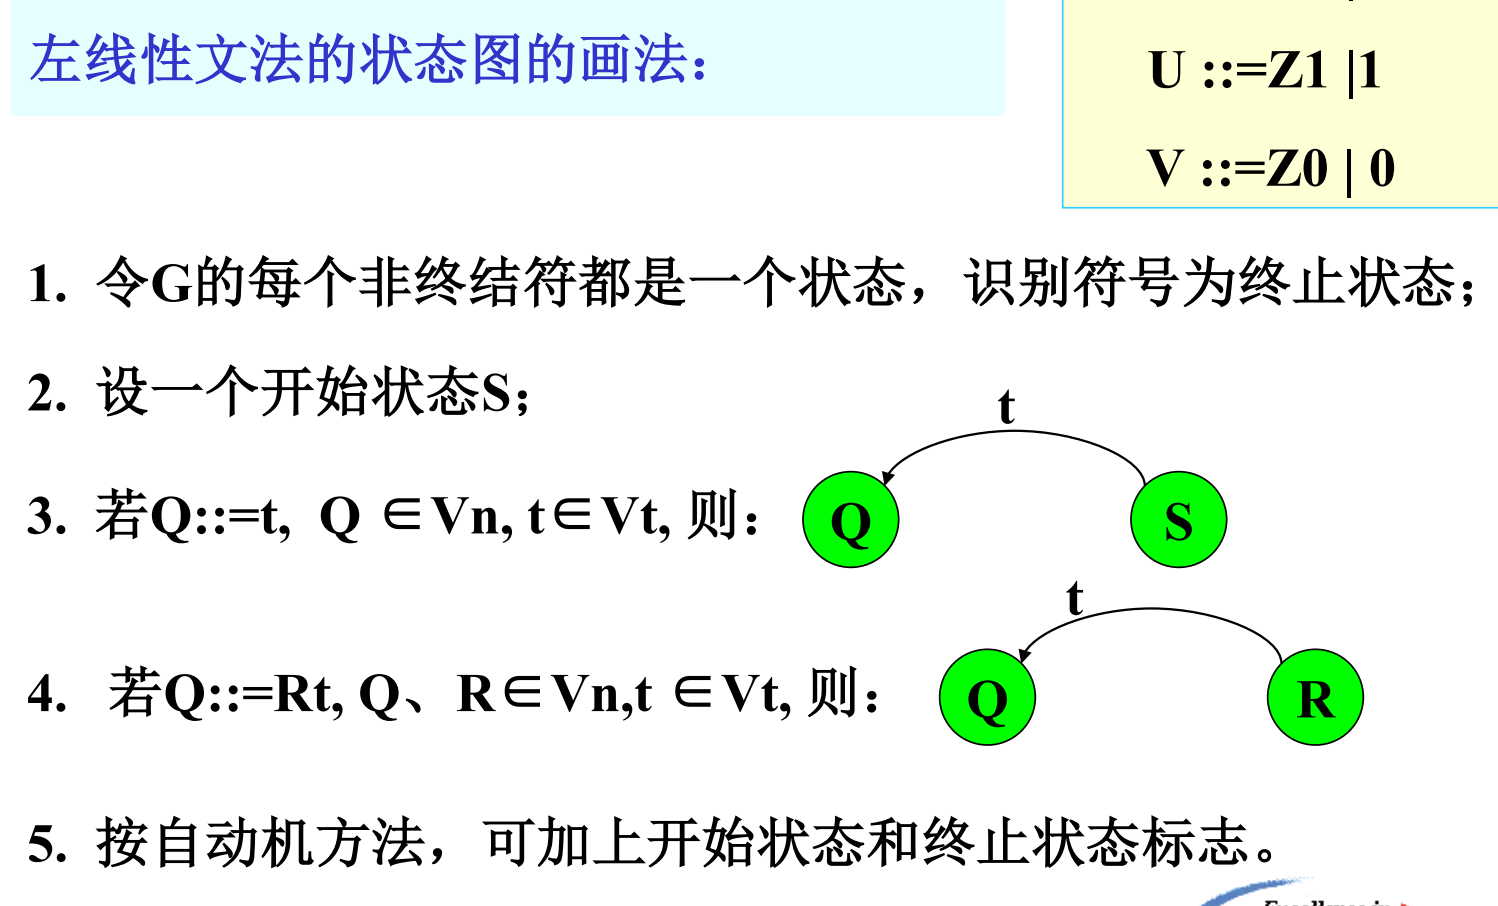 左线性文法的状态图的画法：
U ::=Z1 |1
V ::=Z0 | 0
1. 令G的每个非终结符都是一个状态，识别符号为终止状态；
2. 设一个开始状态S；
t
3. 若Q::=t, Q ∈Vn, t∈Vt, 则：
Q
S
t
4. 若Q::=Rt, Q、R∈Vn,t ∈Vt, 则：
Q
R
5. 按自动机方法，可加上开始状态和终止状态标志。